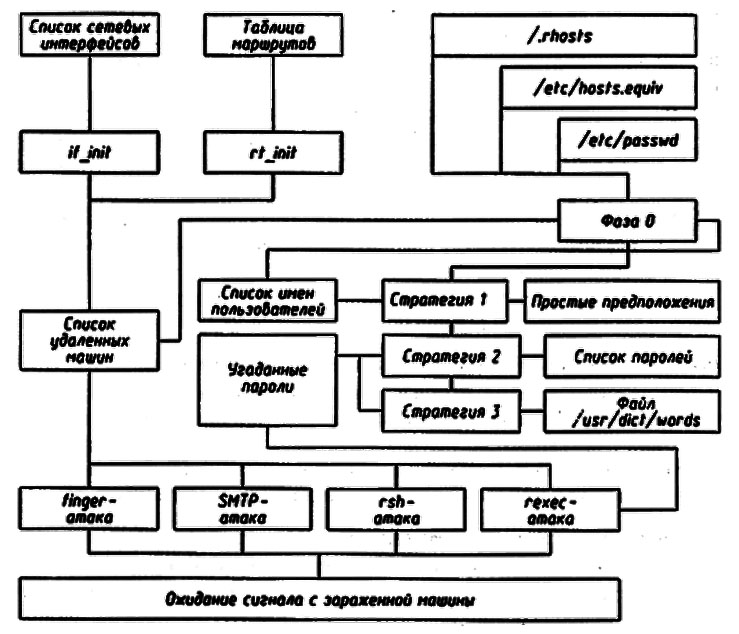 Список сетевых
интерфейсов
Таблица
маршрутов
/.rhosts
/etc/hosts.equiv
/etc/passwd
if_init
rt_init
Фаза 0
Список имен
пользователей
Стратегия 1
Простые предположения
Список
удаленных
машин
Угаданные
пароли
Стратегия 2
Список паролей
Стратегия 3
Файл
/usr/dict/words
finger-
атака
SMTP-
атака
rsh-
атака
rexec-
атака
Ожидание сигнала с зараженной машины